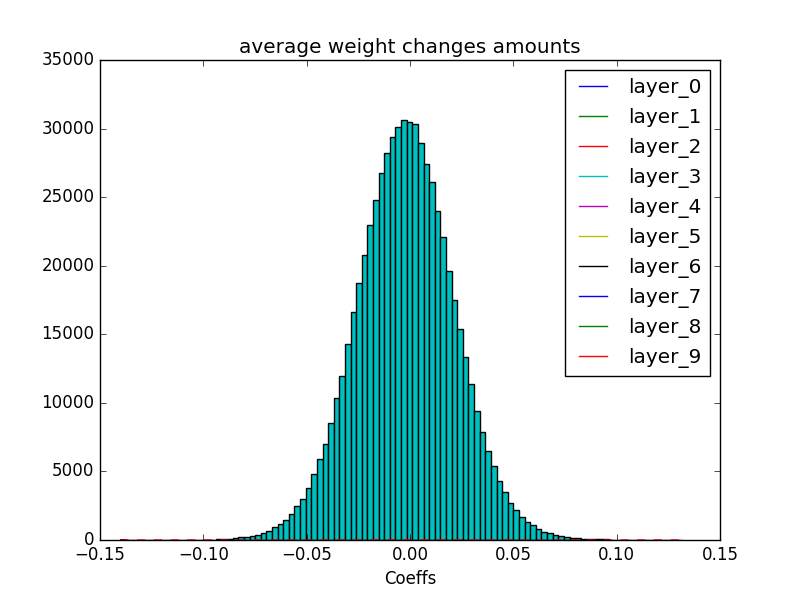 average weight changes amounts
35000
30000
25000
20000
15000
10000
5000
0
−0.15 −0.10 −0.05 0.00 0.05 0.10 0.15
Coeffs
layer_0
layer_1
layer_2
layer_3
layer_4
layer_5
layer_6
layer_7
layer_8
layer_9